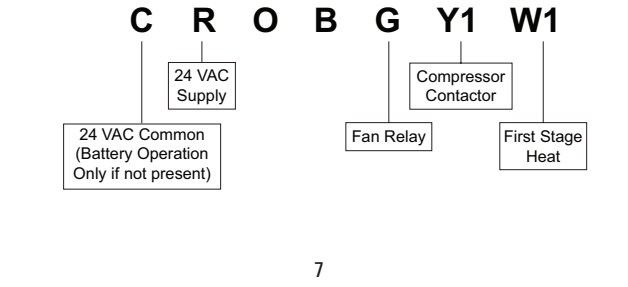 C R O B G Y1 W1
24 VAC
Supply
Compressor
Contactor
24 VAC Common
(Battery Operation
Only if not present)
Fan Relay
First Stage
Heat
7